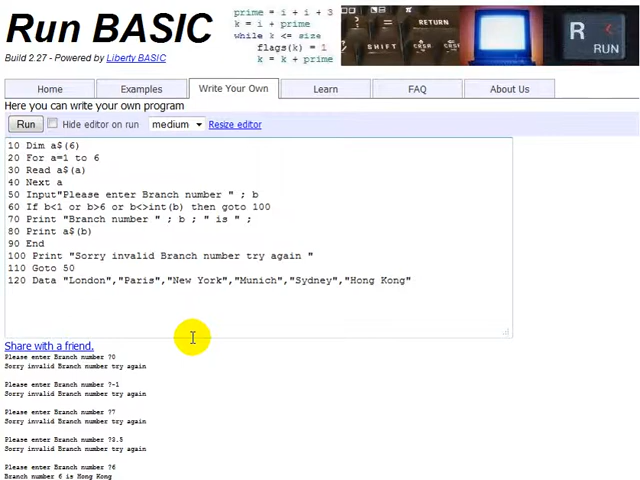 Run BASIC
Build 2.27 - Powered by Liberty BASIC
prime = i + i + 3
k = i + prime
while k <= size
flags(k) = 1
k = k + prime
RETURN
SHIFT
CRSR
CRSR
R
RUN
Home Examples Write Your Own Learn FAQ About Us
Here you can write your own program
Run Hide editor on run medium Resize editor
10 Dim a$(6)
20 For a=1 to 6
30 Read a$(a)
40 Next a
50 Input"Please enter Branch number " ; b
60 If b<1 or b>6 or b<>int(b) then goto 100
70 Print "Branch number " ; b ; " is " ;
80 Print a$(b)
90 End
100 Print "Sorry invalid Branch number try again "
110 Goto 50
120 Data "London","Paris","New York","Munich","Sydney","Hong Kong"
Share with a friend.
Please enter Branch number ?0
Sorry invalid Branch number try again
Please enter Branch number ?-1
Sorry invalid Branch number try again
Please enter Branch number ?7
Sorry invalid Branch number try again
Please enter Branch number ?3.5
Sorry invalid Branch number try again
Please enter Branch number ?6
Branch number 6 is Hong Kong